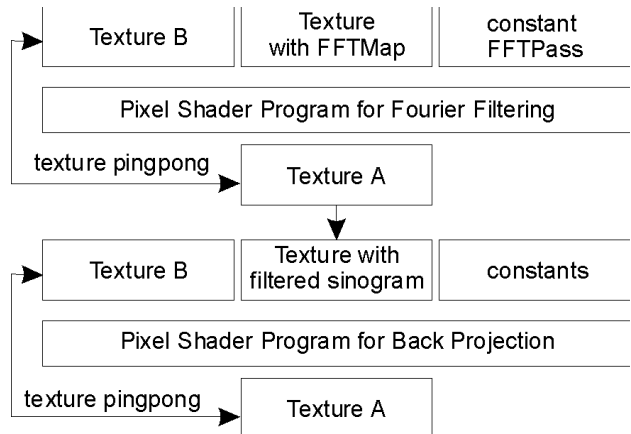 Texture B
Texture
with FFTMap
constant
FFTPass
Pixel Shader Program for Fourier Filtering
texture pingpong
Texture A
Texture B
Texture with
filtered sinogram
constants
Pixel Shader Program for Back Projection
texture pingpong
Texture A